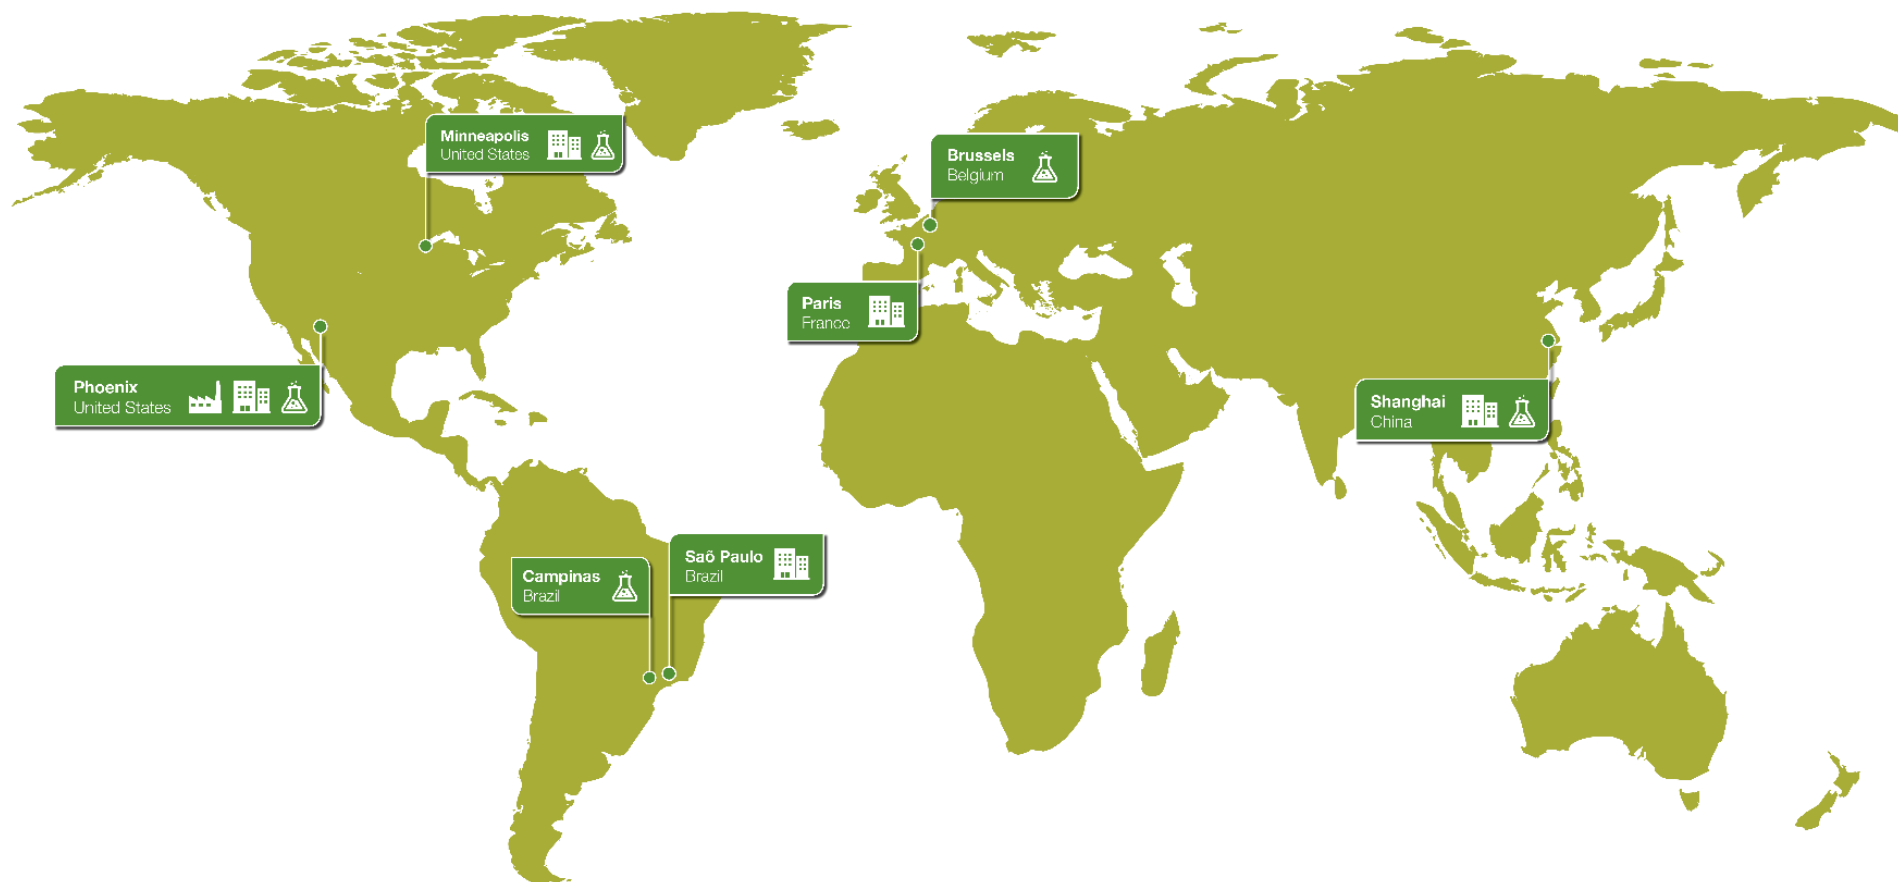 Minneapolis
United States
Brussels
Belgium
Paris
France
Phoenix
United States
Shanghai
China
Saõ Paulo
Brazil
Campinas
Brazil